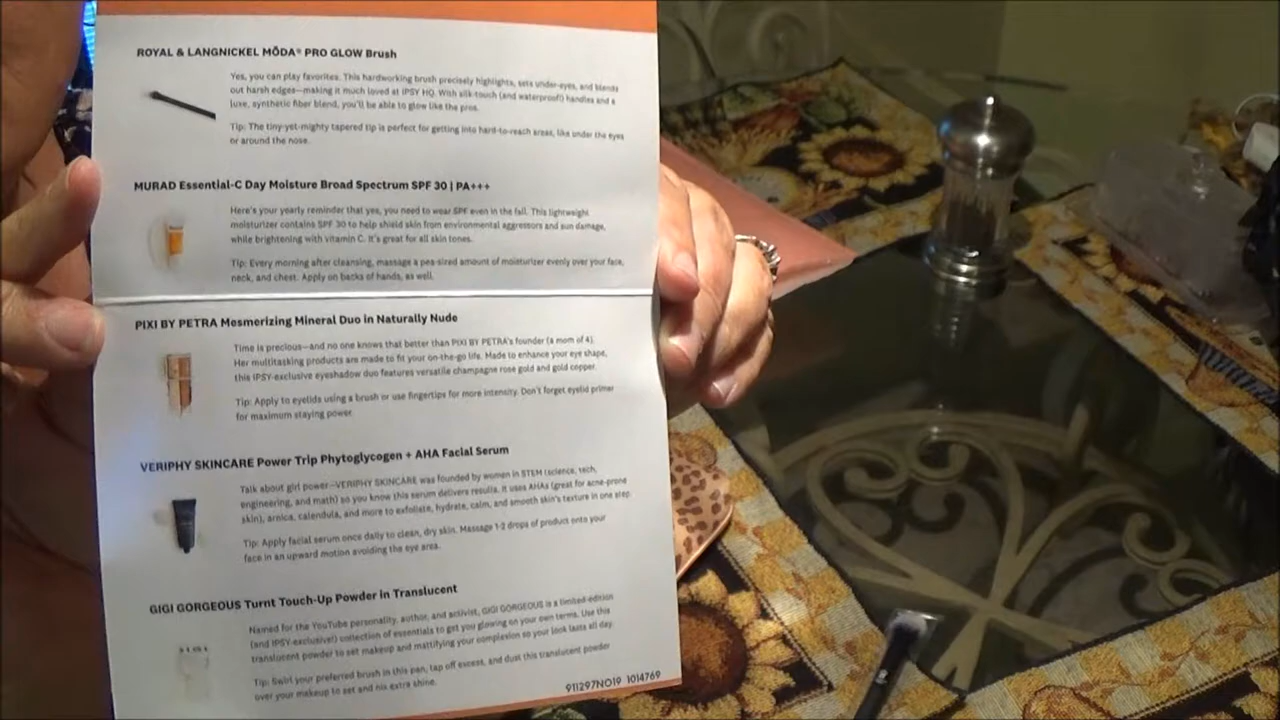 ROYAL & LANGNICKEL MŌDA® PRO GLOW Brush
Yes, you can play favorites. This hardworking brush precisely highlights, sets under-eyes, and blends
out harsh edges—making it much loved at IPSY HQ. With silk-touch (and waterproof!) handles and a
luxe, synthetic fiber blend, you'll be able to glow like the pros.
Tip: The tiny-yet-mighty tapered tip is perfect for getting into hard-to-reach areas, like under the eyes
or around the nose.
MURAD Essential-C Day Moisture Broad Spectrum SPF 30 | PA+++
Here's your yearly reminder that yes, you need to wear SPF even in the fall. This lightweight
moisturizer contains SPF 30 to help shield skin from environmental aggressors and sun damage,
while brightening with vitamin C. It's great for all skin tones.
Tip: Every morning after cleansing, massage a pea-sized amount of moisturizer evenly over your face,
neck, and chest. Apply on backs of hands, as well.
PIXI BY PETRA Mesmerizing Mineral Duo in Naturally Nude
Time is precious—and no one knows that better than PIXI BY PETRA's founder (a mom of 4).
Her multitasking products are made to fit your on-the-go life. Made to enhance your eye shape,
this IPSY-exclusive eyeshadow duo features versatile champagne rose gold and gold copper.
Tip: Apply to eyelids using a brush or use fingertips for more intensity. Don't forget eyelid primer
for maximum staying power.
VERIPHY SKINCARE Power Trip Phytoglycogen + AHA Facial Serum
Talk about girl power—VERIPHY SKINCARE was founded by women in STEM (science, tech,
engineering, and math) so you know this serum delivers results. It uses AHAs (great for acne-prone
skin), arnica, calendula, and more to exfoliate, hydrate, calm, and smooth skin's texture in one step.
Tip: Apply facial serum once daily to clean, dry skin. Massage 1-2 drops of product onto your
face in an upward motion avoiding the eye area.
GIGI GORGEOUS Turnt Touch-Up Powder in Translucent
Named for the YouTube personality, author, and activist, GIGI GORGEOUS is a limited-edition
(and IPSY-exclusive!) collection of essentials to get you glowing on your own terms. Use this
translucent powder to set makeup and mattifying your complexion so your look lasts all day.
Tip: Swirl your preferred brush in this pan, tap off excess, and dust this translucent powder
over your makeup to set and nix extra shine.
911297NO19 1014769